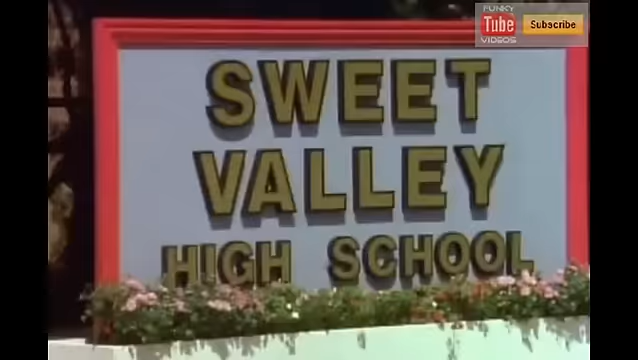 FUNKY
Tube
VIDEOS
Subscribe
SWEET
VALLEY
HIGH SCHOOL